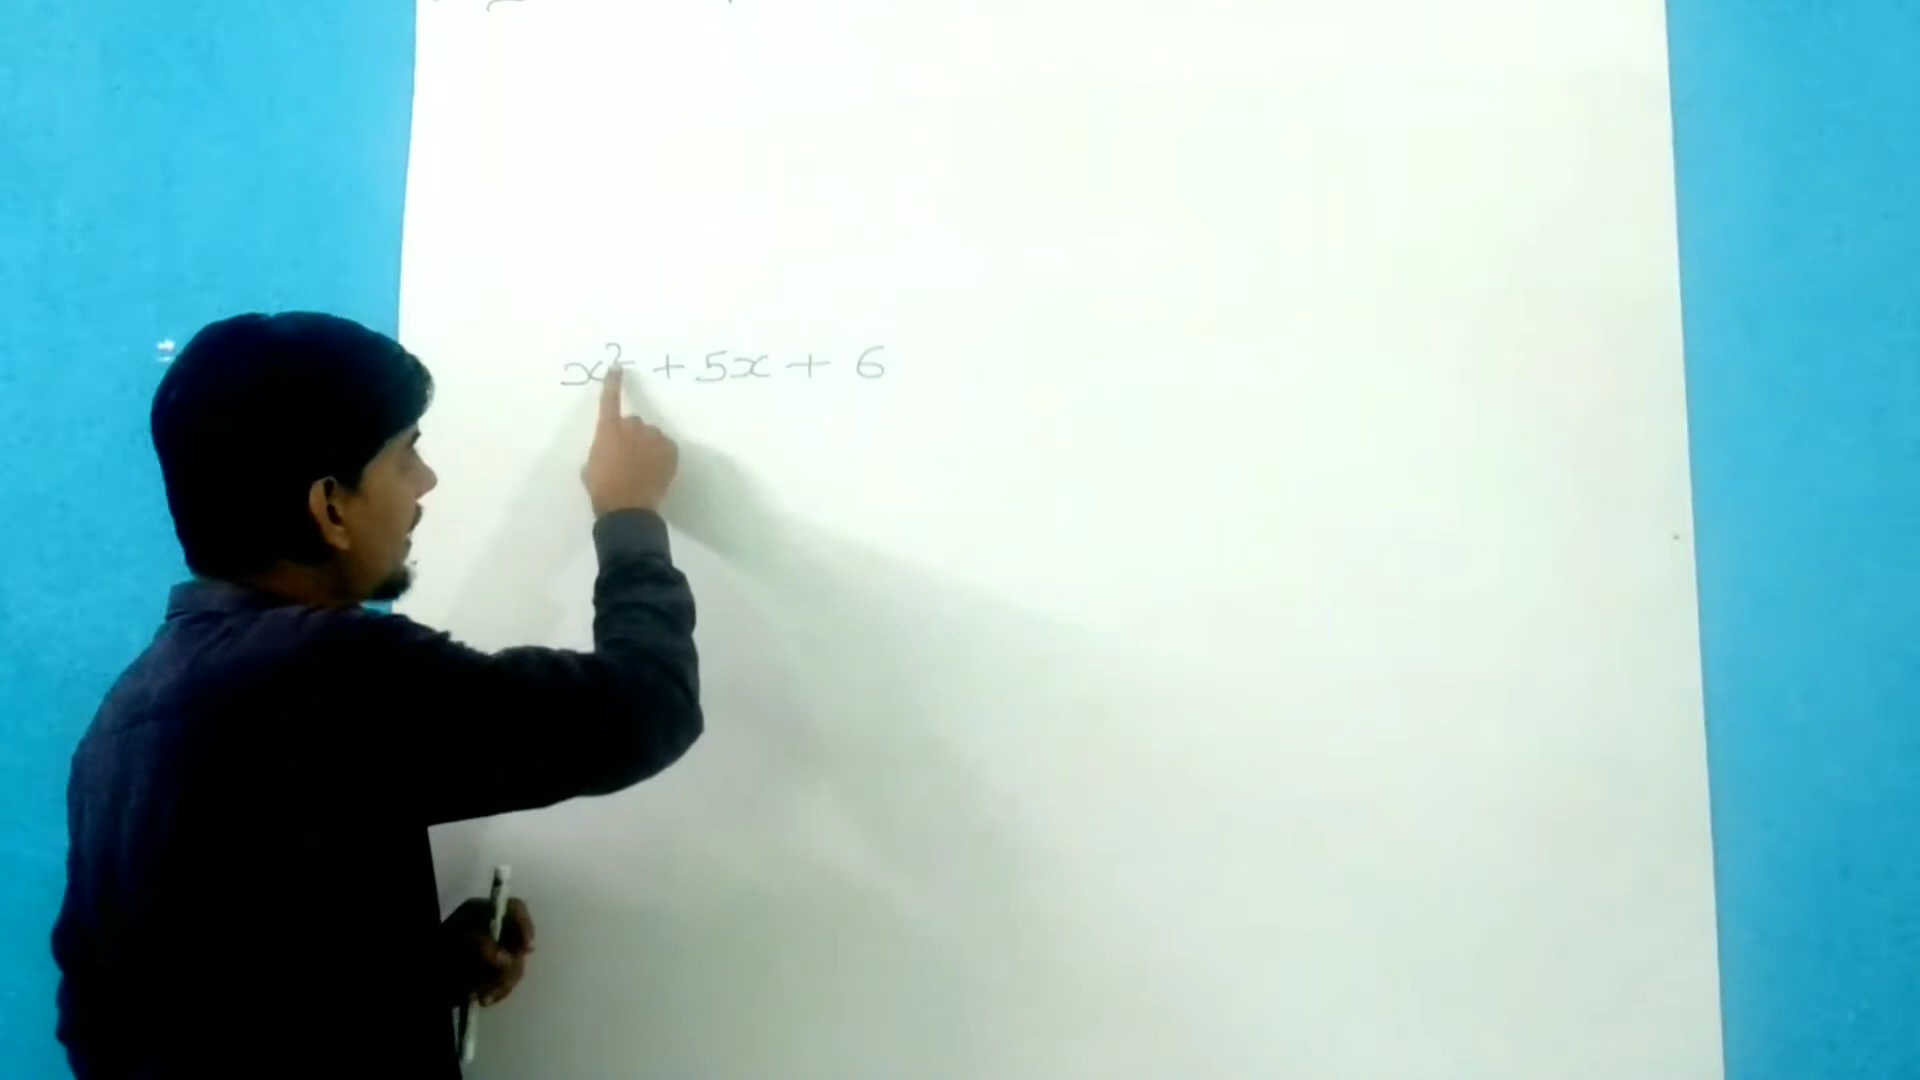 x² + 5x + 6